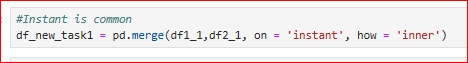 #Instant is common
df_new_task1 = pd.merge(df1_1,df2_1, on = 'instant', how = 'inner')